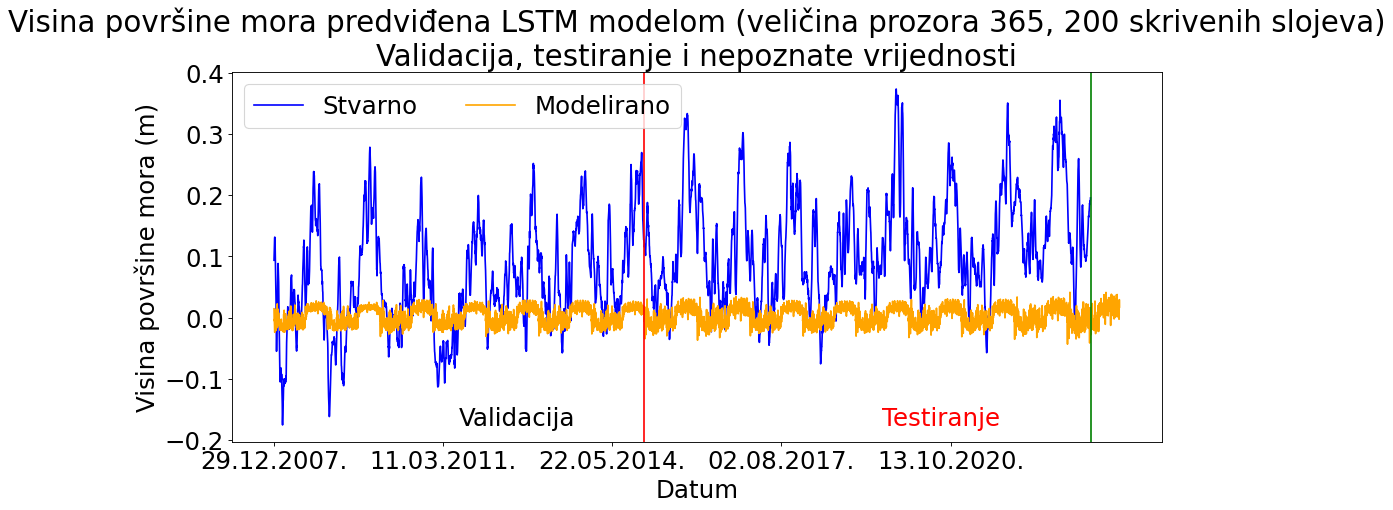 Visina površine mora predviđena LSTM modelom (veličina prozora 365, 200 skrivenih slojeva)
Validacija, testiranje i nepoznate vrijednosti
Visina površine mora (m)
0.4
0.3
0.2
0.1
0.0
−0.1
−0.2
Stvarno Modelirano
Validacija Testiranje
29.12.2007. 11.03.2011. 22.05.2014. 02.08.2017. 13.10.2020.
Datum